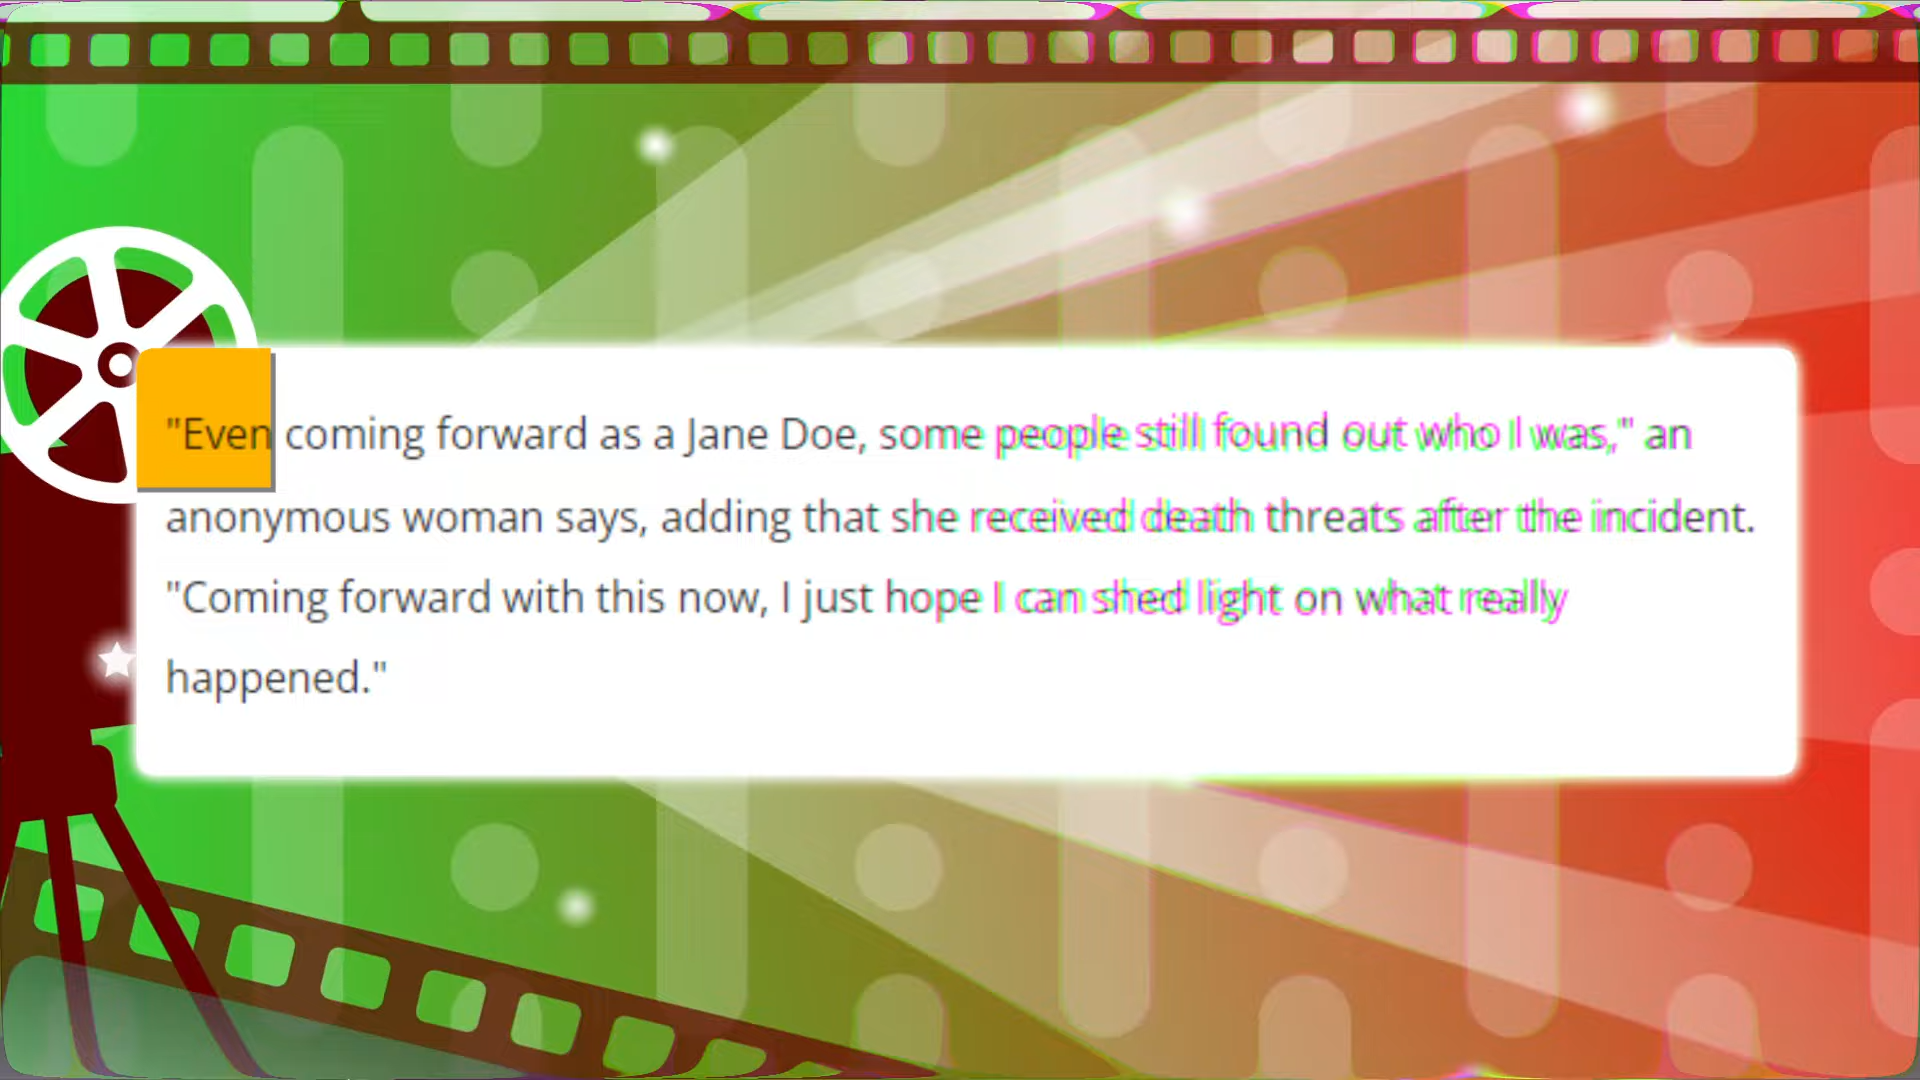 "Even coming forward as a Jane Doe, some people still found out who I was," an
anonymous woman says, adding that she received death threats after the incident.
"Coming forward with this now, I just hope I can shed light on what really
happened."